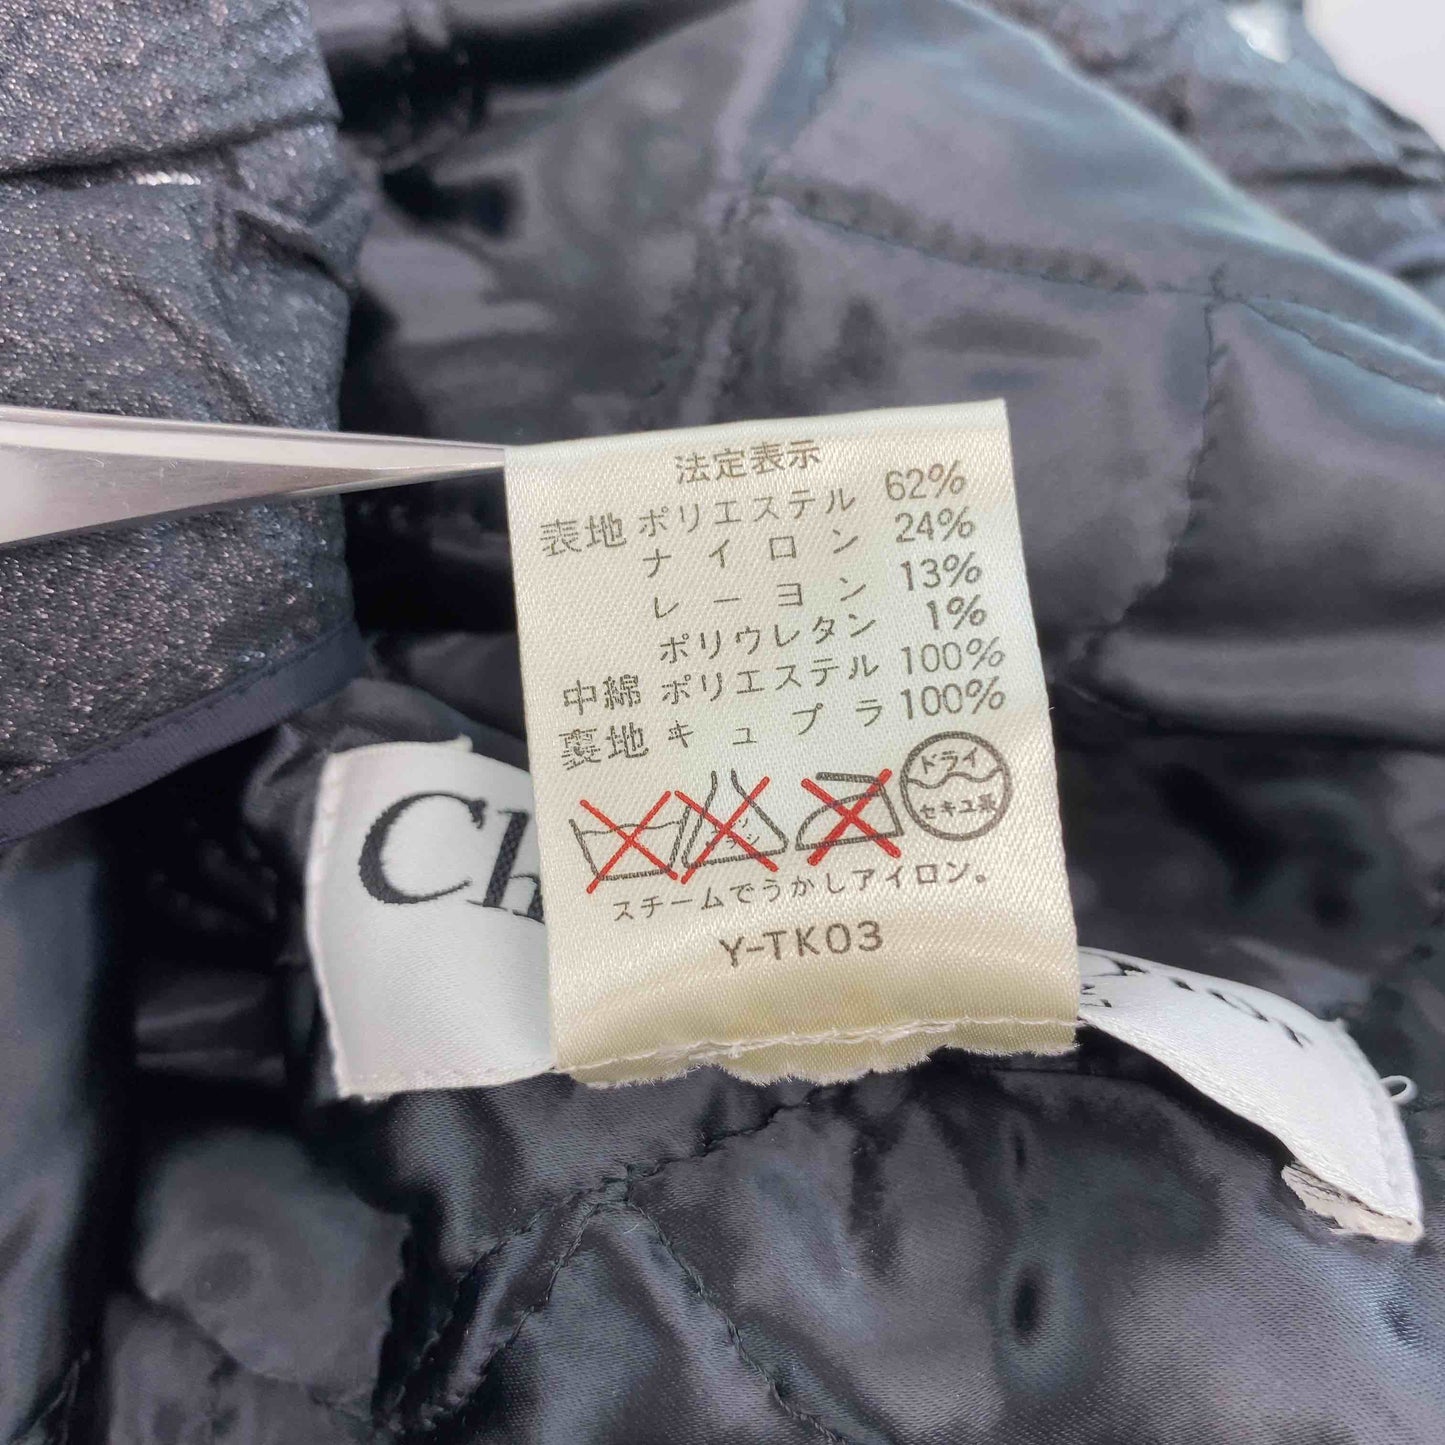 法定表示
表地 ポリエステル 62%
ナイロン 24%
レーヨン 13%
ポリウレタン 1%
中綿 ポリエステル 100%
裏地 キュプラ 100%
ドライ
セキユ系
スチームでうかしアイロン。
Y-TK03
Ch